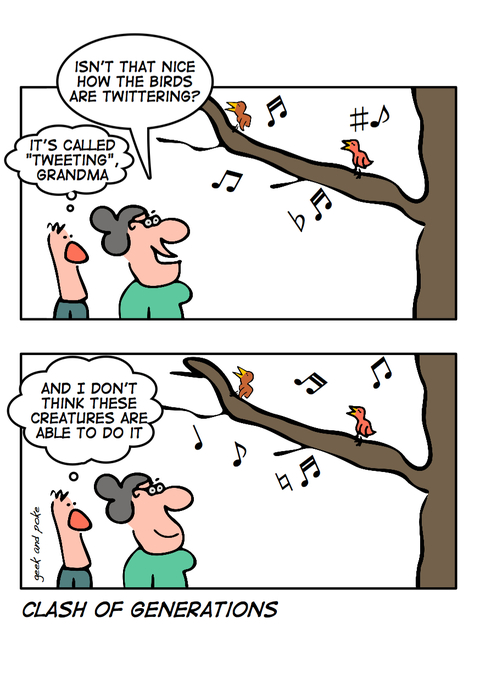 ISN'T THAT NICE
HOW THE BIRDS
ARE TWITTERING?
IT'S CALLED
"TWEETING",
GRANDMA
AND I DON'T
THINK THESE
CREATURES ARE
ABLE TO DO IT
geek and poke
CLASH OF GENERATIONS